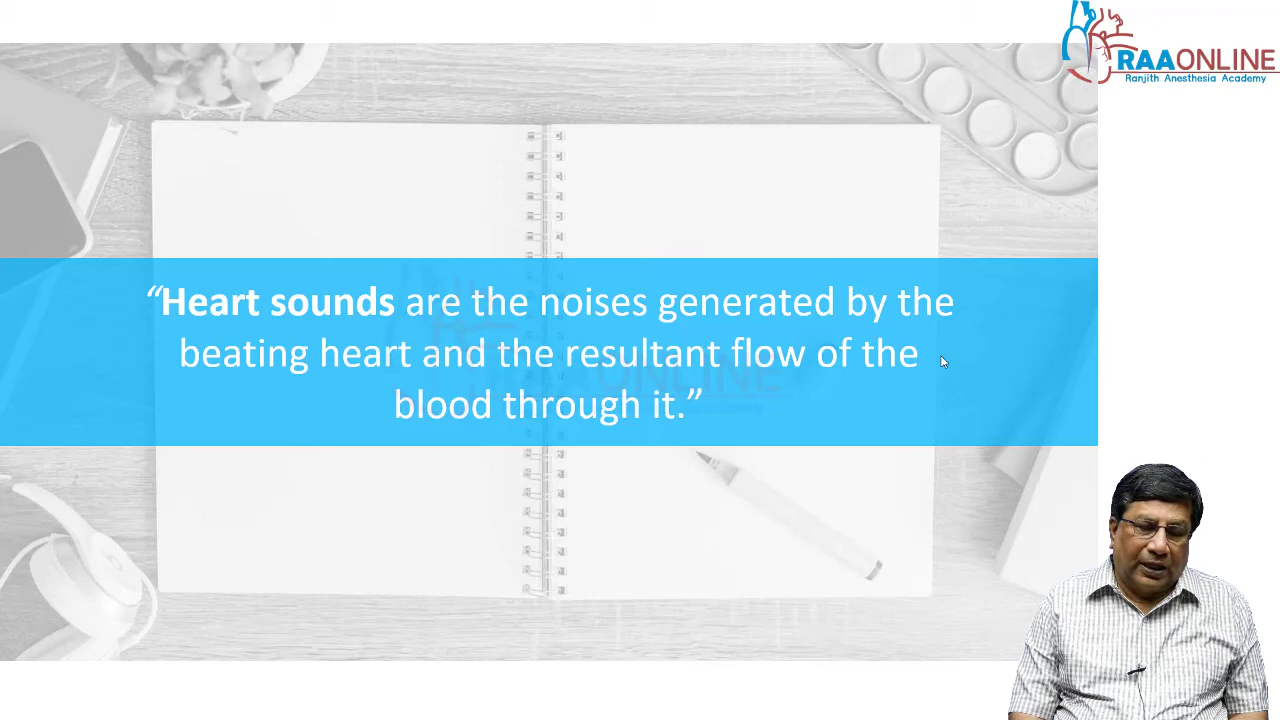 RAAONLINE
Ranjith Anesthesia Academy
“Heart sounds are the noises generated by the
beating heart and the resultant flow of the
blood through it.”